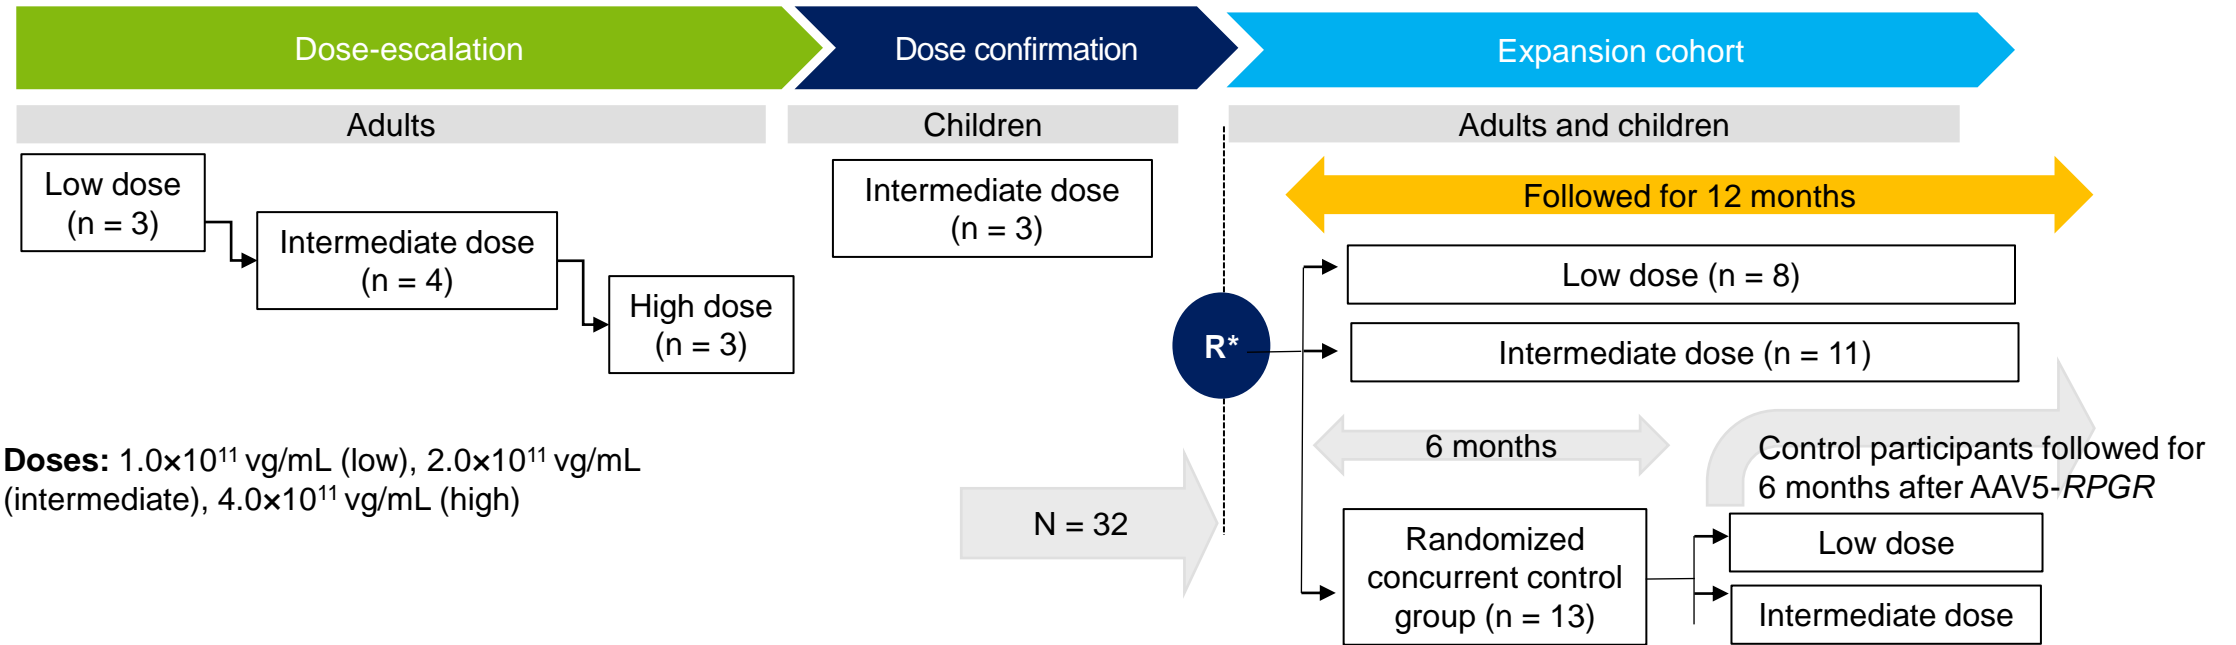 Dose-escalation
Dose confirmation
Expansion cohort
Adults
Children
Adults and children
Low dose
(n = 3)
Intermediate dose
(n = 4)
High dose
(n = 3)
Intermediate dose
(n = 3)
Followed for 12 months
Low dose (n = 8)
R*
Intermediate dose (n = 11)
6 months
Control participants followed for
6 months after AAV5-RPGR
Doses: 1.0×10¹¹ vg/mL (low), 2.0×10¹¹ vg/mL
(intermediate), 4.0×10¹¹ vg/mL (high)
N = 32
Randomized
concurrent control
group (n = 13)
Low dose
Intermediate dose